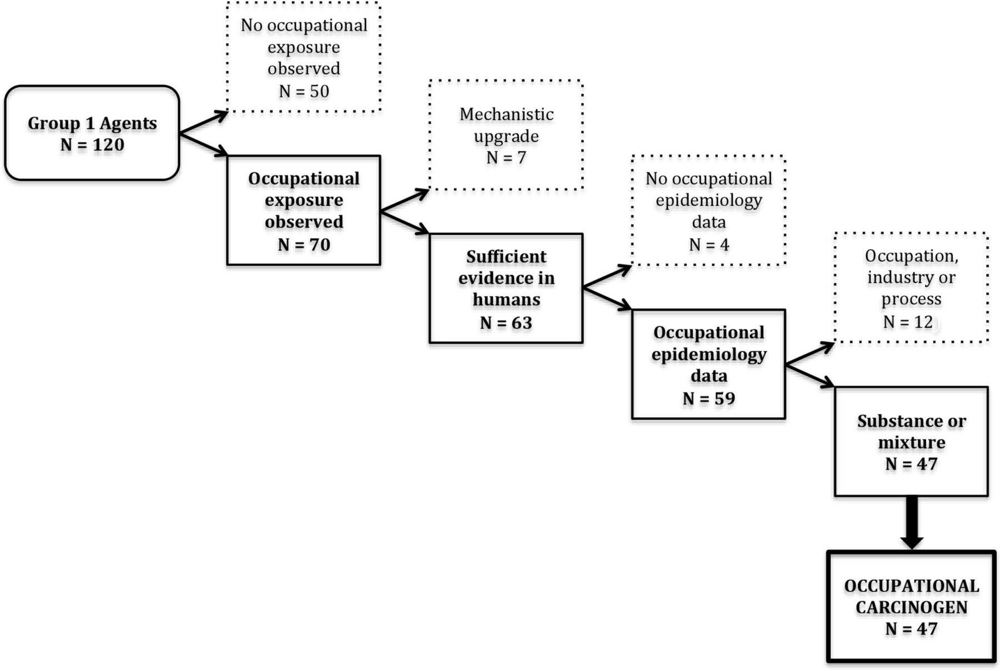 No occupational
exposure
observed
N = 50
Group 1 Agents
N = 120
Mechanistic
upgrade
N = 7
Occupational
exposure
observed
N = 70
No occupational
epidemiology
data
N = 4
Sufficient
evidence in
humans
N = 63
Occupation,
industry or
process
N = 12
Occupational
epidemiology
data
N = 59
Substance or
mixture
N = 47
OCCUPATIONAL
CARCINOGEN
N = 47